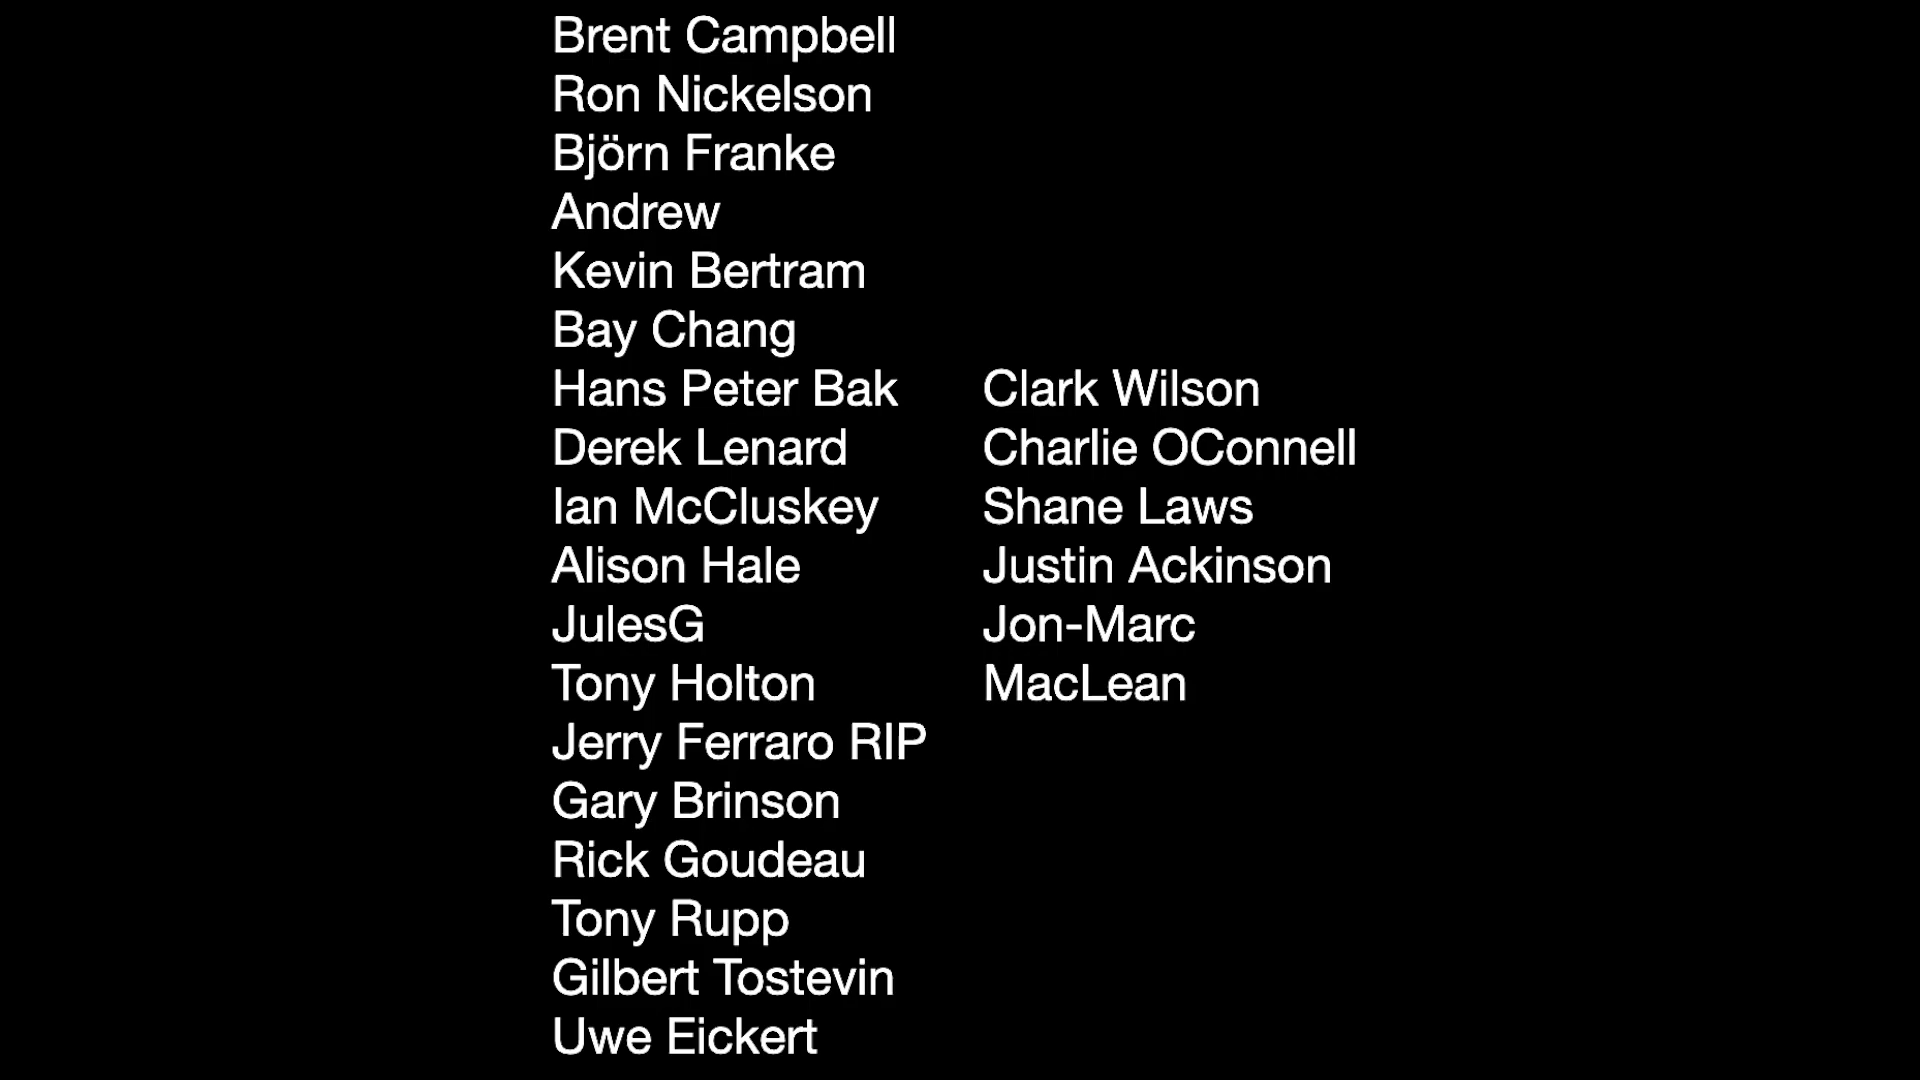 Brent Campbell
Ron Nickelson
Björn Franke
Andrew
Kevin Bertram
Bay Chang
Hans Peter Bak
Derek Lenard
Ian McCluskey
Alison Hale
JulesG
Tony Holton
Jerry Ferraro RIP
Gary Brinson
Rick Goudeau
Tony Rupp
Gilbert Tostevin
Uwe Eickert
Clark Wilson
Charlie OConnell
Shane Laws
Justin Ackinson
Jon-Marc
MacLean